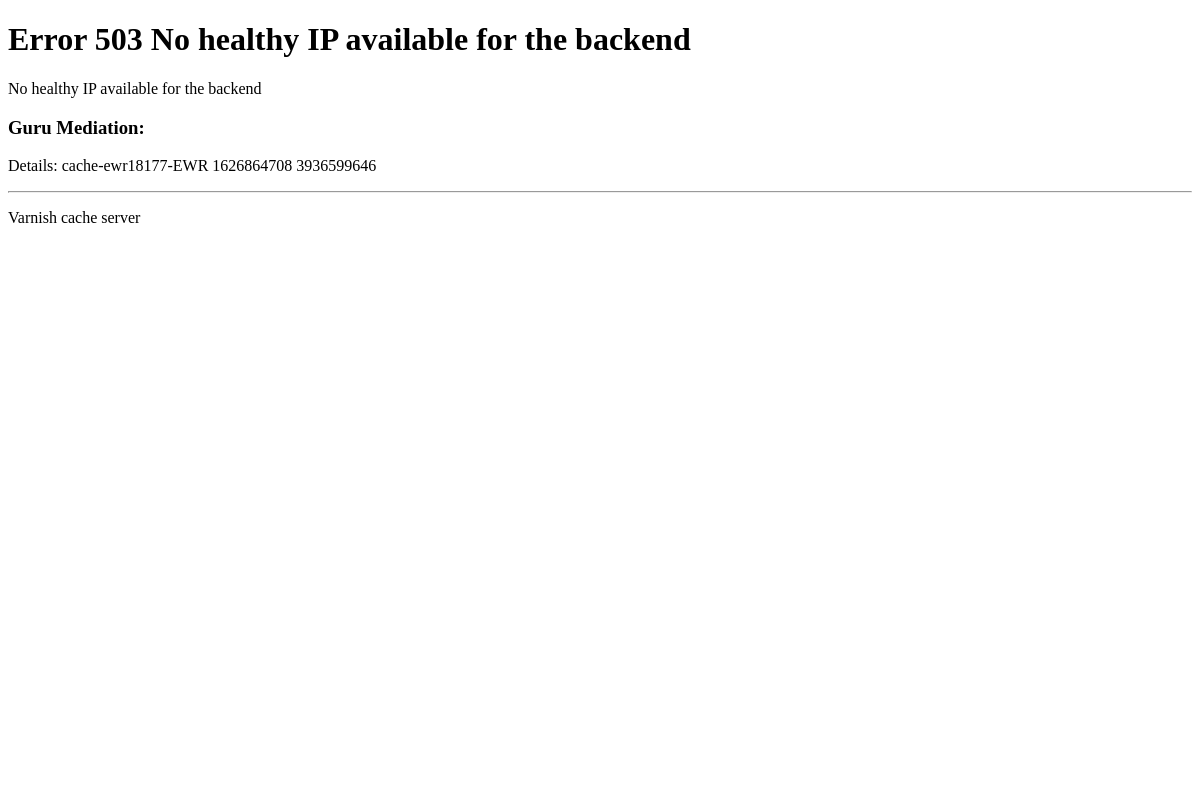 Error 503 No healthy IP available for the backend
No healthy IP available for the backend
Guru Mediation:
Details: cache-ewr18177-EWR 1626864708 3936599646
Varnish cache server